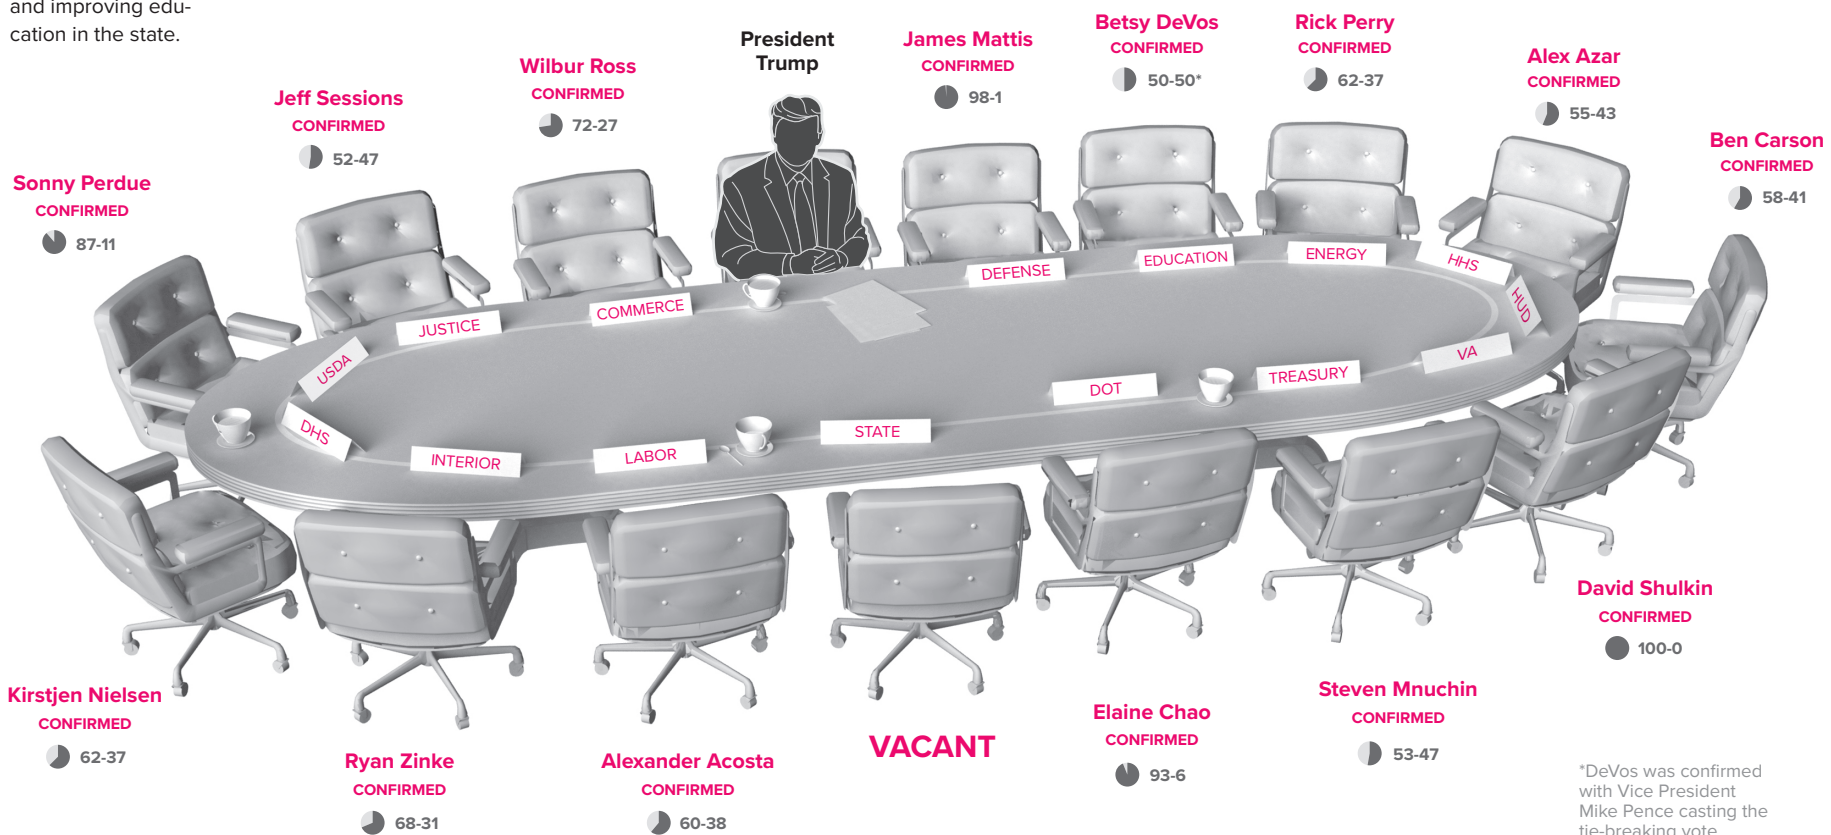 and improving edu-
cation in the state.
President
Trump
James Mattis
CONFIRMED
98-1
Betsy DeVos
CONFIRMED
50-50*
Rick Perry
CONFIRMED
62-37
Alex Azar
CONFIRMED
55-43
Ben Carson
CONFIRMED
58-41
Wilbur Ross
CONFIRMED
72-27
Jeff Sessions
CONFIRMED
52-47
Sonny Perdue
CONFIRMED
87-11
USDA
JUSTICE
COMMERCE
DEFENSE
EDUCATION
ENERGY
HHS
HUD
VA
TREASURY
DOT
STATE
LABOR
INTERIOR
DHS
Kirstjen Nielsen
CONFIRMED
62-37
Ryan Zinke
CONFIRMED
68-31
Alexander Acosta
CONFIRMED
60-38
VACANT
Elaine Chao
CONFIRMED
93-6
Steven Mnuchin
CONFIRMED
53-47
David Shulkin
CONFIRMED
100-0
*DeVos was confirmed
with Vice President
Mike Pence casting the
tie-breaking vote